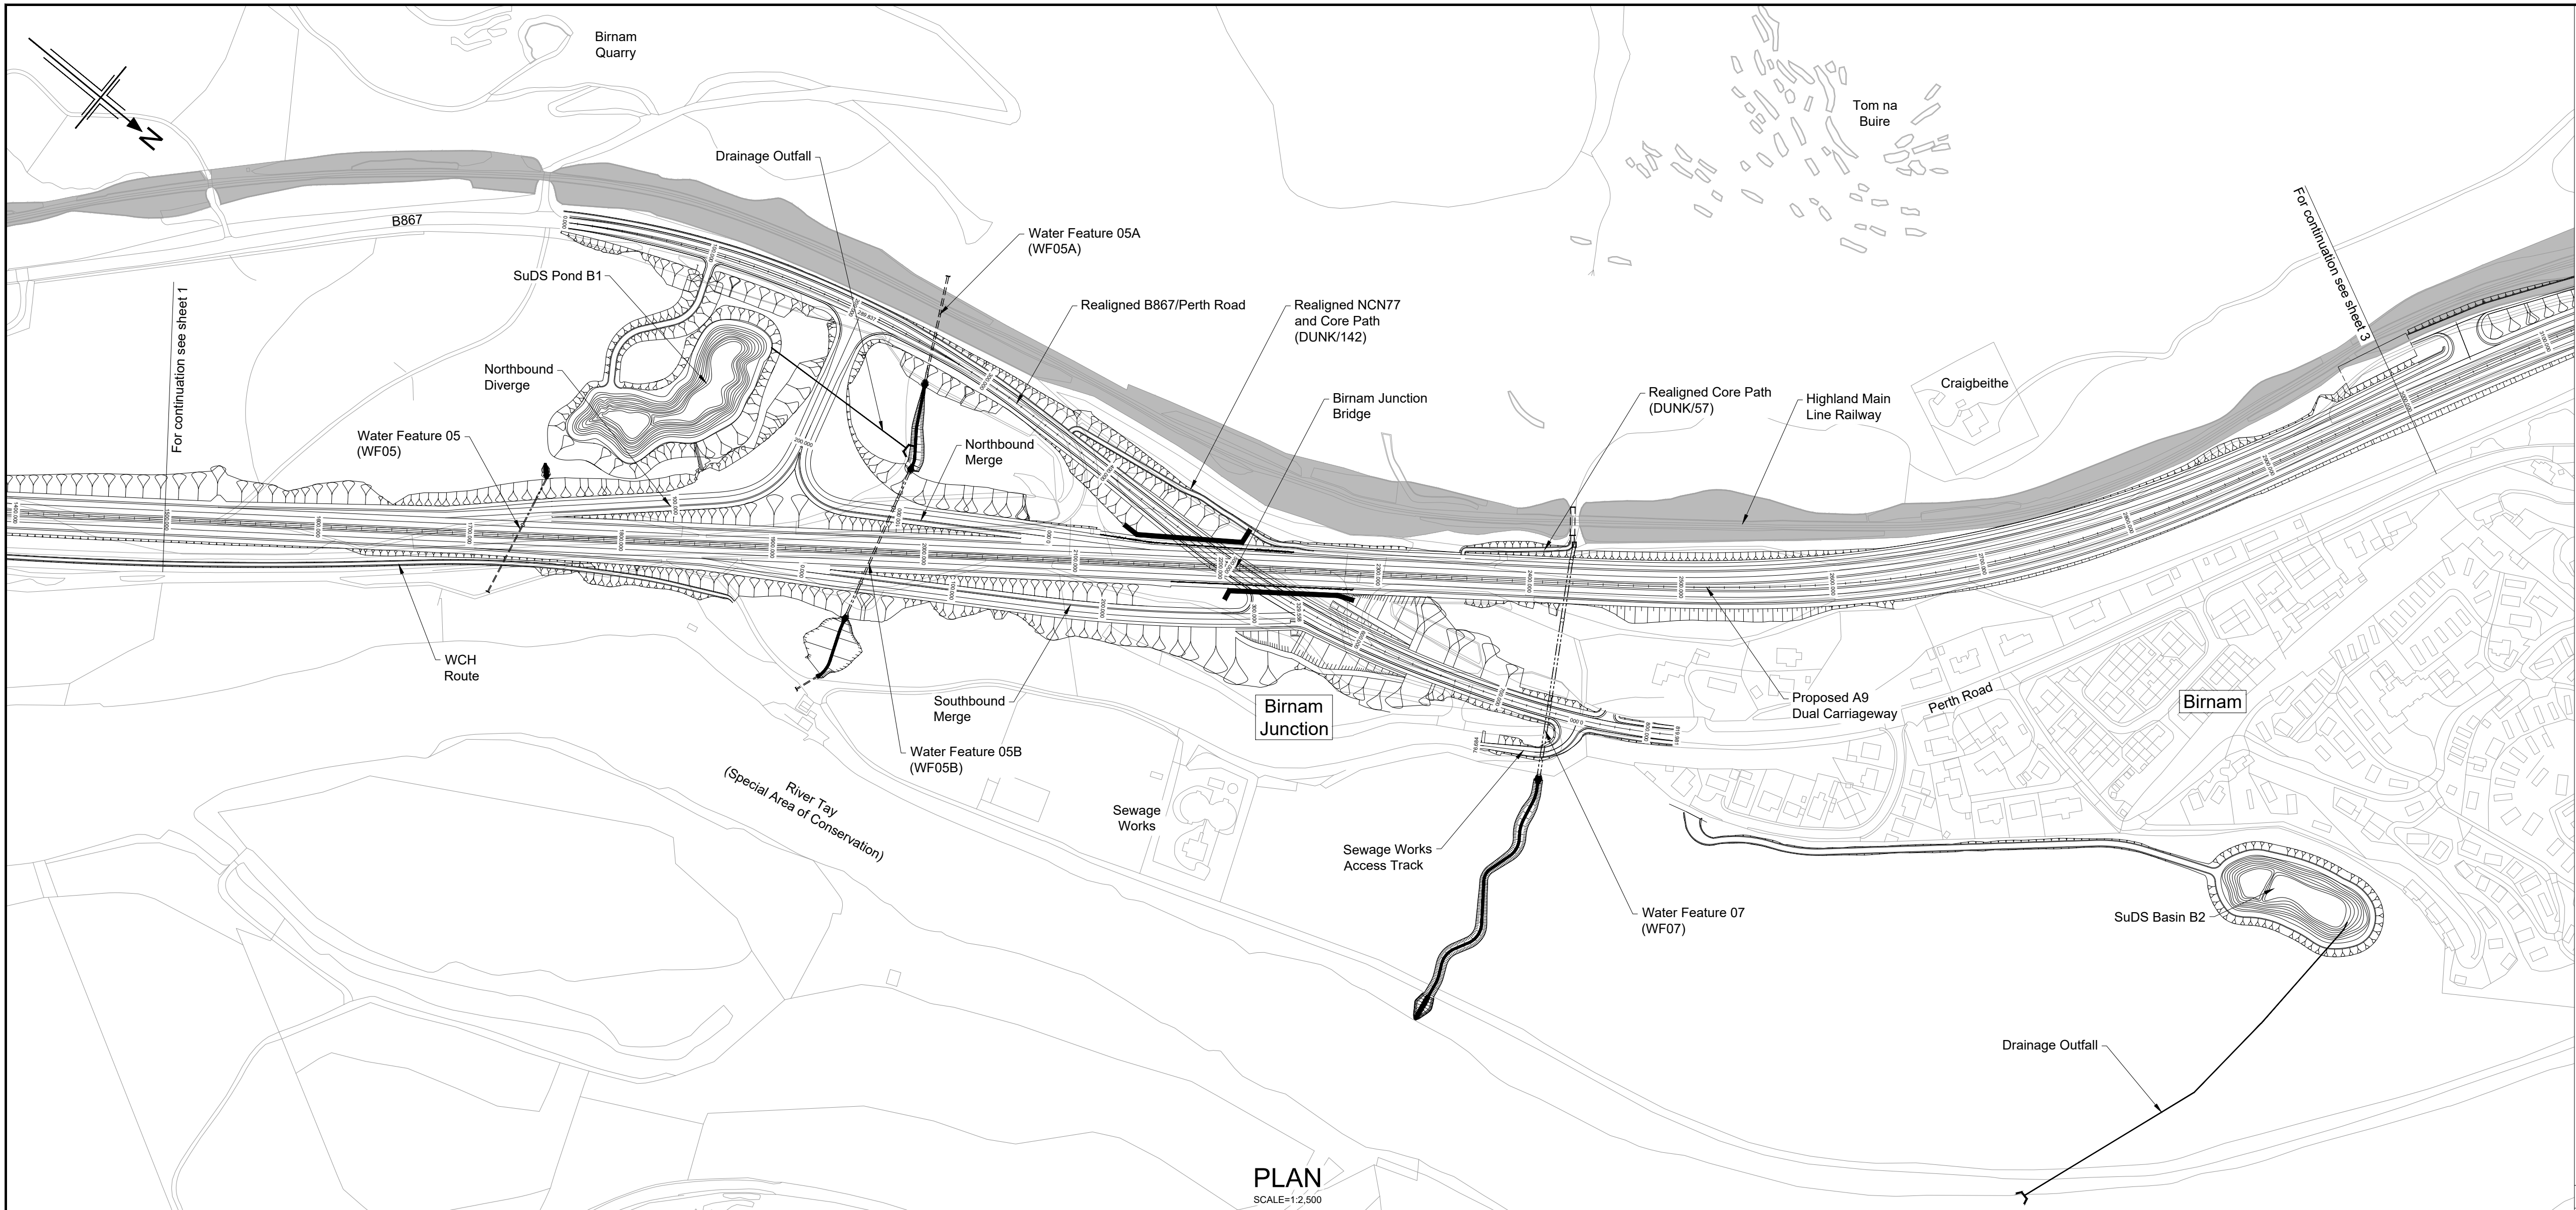 Birnam
Quarry
N
Tom na
Buire
Drainage Outfall
B867
Water Feature 05A
(WF05A)
For continuation see sheet 3
SuDS Pond B1
Realigned B867/Perth Road
Realigned NCN77
and Core Path
(DUNK/142)
For continuation see sheet 1
Northbound
Diverge
Craigbeithe
Birnam Junction
Bridge
Realigned Core Path
(DUNK/57)
Highland Main
Line Railway
Water Feature 05
(WF05)
Northbound
Merge
WCH
Route
Southbound
Merge
Birnam
Junction
Proposed A9
Dual Carriageway
Perth Road
Birnam
Water Feature 05B
(WF05B)
River Tay
(Special Area of Conservation)
Sewage
Works
Sewage Works
Access Track
Water Feature 07
(WF07)
SuDS Basin B2
Drainage Outfall
PLAN
SCALE=1:2,500